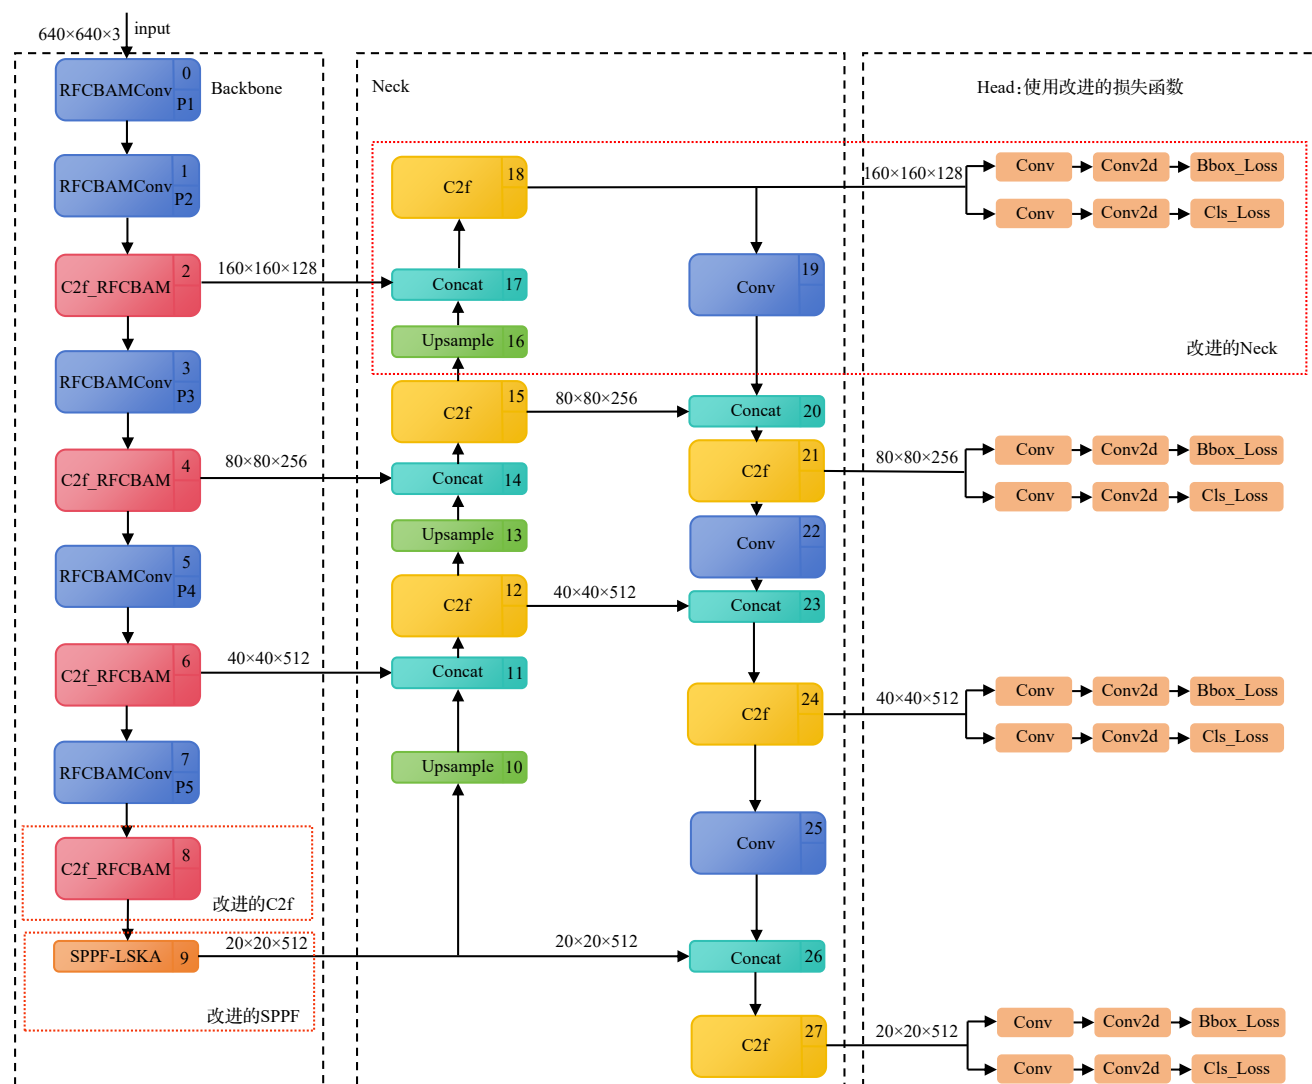 640×640×3
input
RFCBAMConv 0 P1
Backbone
RFCBAMConv 1 P2
C2f_RFCBAM 2
160×160×128
RFCBAMConv 3 P3
C2f_RFCBAM 4
80×80×256
RFCBAMConv 5 P4
C2f_RFCBAM 6
40×40×512
RFCBAMConv 7 P5
C2f_RFCBAM 8
改进的C2f
SPPF-LSKA 9
20×20×512
改进的SPPF
Neck
C2f 18
Concat 17
Upsample 16
C2f 15
80×80×256
Concat 14
Upsample 13
C2f 12
40×40×512
Concat 11
Upsample 10
20×20×512
Conv 19
Concat 20
C2f 21
Conv 22
Concat 23
C2f 24
Conv 25
Concat 26
C2f 27
Head:使用改进的损失函数
160×160×128
Conv Conv2d Bbox_Loss
Conv Conv2d Cls_Loss
改进的Neck
80×80×256
Conv Conv2d Bbox_Loss
Conv Conv2d Cls_Loss
40×40×512
Conv Conv2d Bbox_Loss
Conv Conv2d Cls_Loss
20×20×512
Conv Conv2d Bbox_Loss
Conv Conv2d Cls_Loss